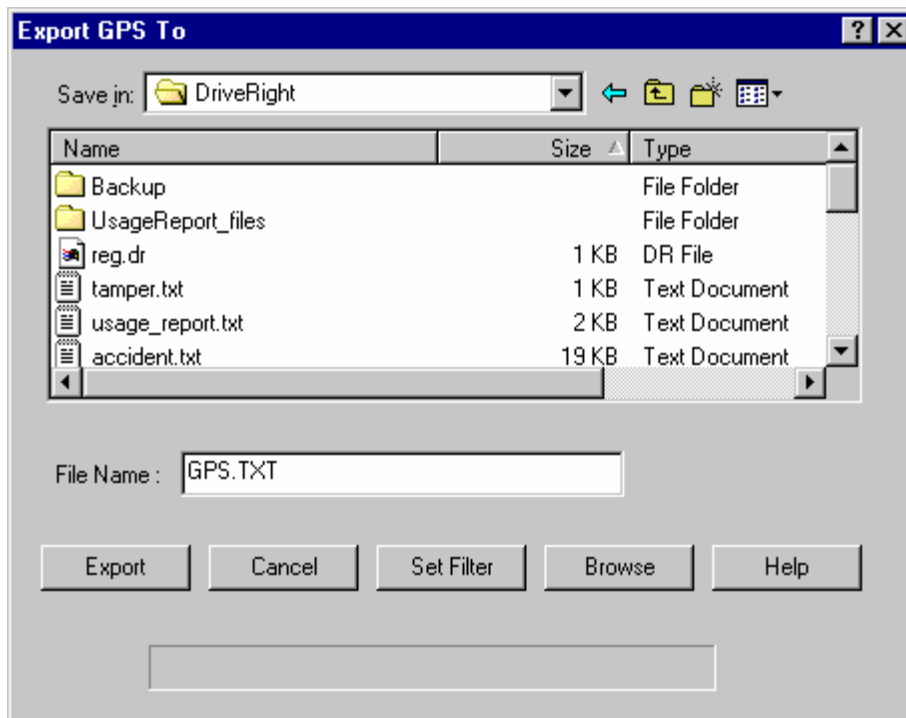 Export GPS To
Save in: DriveRight
Name Size Type
Backup File Folder
UsageReport_files File Folder
reg.dr 1 KB DR File
tamper.txt 1 KB Text Document
usage_report.txt 2 KB Text Document
accident.txt 19 KB Text Document
File Name : GPS.TXT
Export Cancel Set Filter Browse Help